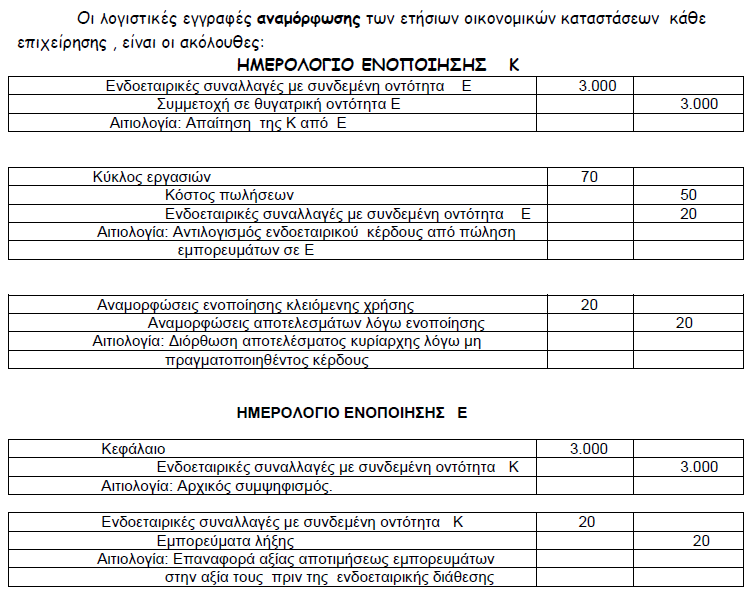 Οι λογιστικές εγγραφές αναμόρφωσης των ετήσιων οικονομικών καταστάσεων κάθε
επιχείρησης , είναι οι ακόλουθες:
ΗΜΕΡΟΛΟΓΙΟ ΕΝΟΠΟΙΗΣΗΣ Κ
Ενδοεταιρικές συναλλαγές με συνδεμένη οντότητα Ε 3.000
Συμμετοχή σε θυγατρική οντότητα Ε 3.000
Αιτιολογία: Απαίτηση της Κ από Ε
Κύκλος εργασιών 70
Κόστος πωλήσεων 50
Ενδοεταιρικές συναλλαγές με συνδεμένη οντότητα Ε 20
Αιτιολογία: Αντιλογισμός ενδοεταιρικού κέρδους από πώληση
εμπορευμάτων σε Ε
Αναμορφώσεις ενοποίησης κλειόμενης χρήσης 20
Αναμορφώσεις αποτελεσμάτων λόγω ενοποίησης 20
Αιτιολογία: Διόρθωση αποτελέσματος κυρίαρχης λόγω μη
πραγματοποιηθέντος κέρδους
ΗΜΕΡΟΛΟΓΙΟ ΕΝΟΠΟΙΗΣΗΣ Ε
Κεφάλαιο 3.000
Ενδοεταιρικές συναλλαγές με συνδεμένη οντότητα Κ 3.000
Αιτιολογία: Αρχικός συμψηφισμός.
Ενδοεταιρικές συναλλαγές με συνδεμένη οντότητα Κ 20
Εμπορεύματα λήξης 20
Αιτιολογία: Επαναφορά αξίας αποτιμήσεως εμπορευμάτων
στην αξία τους πριν της ενδοεταιρικής διάθεσης